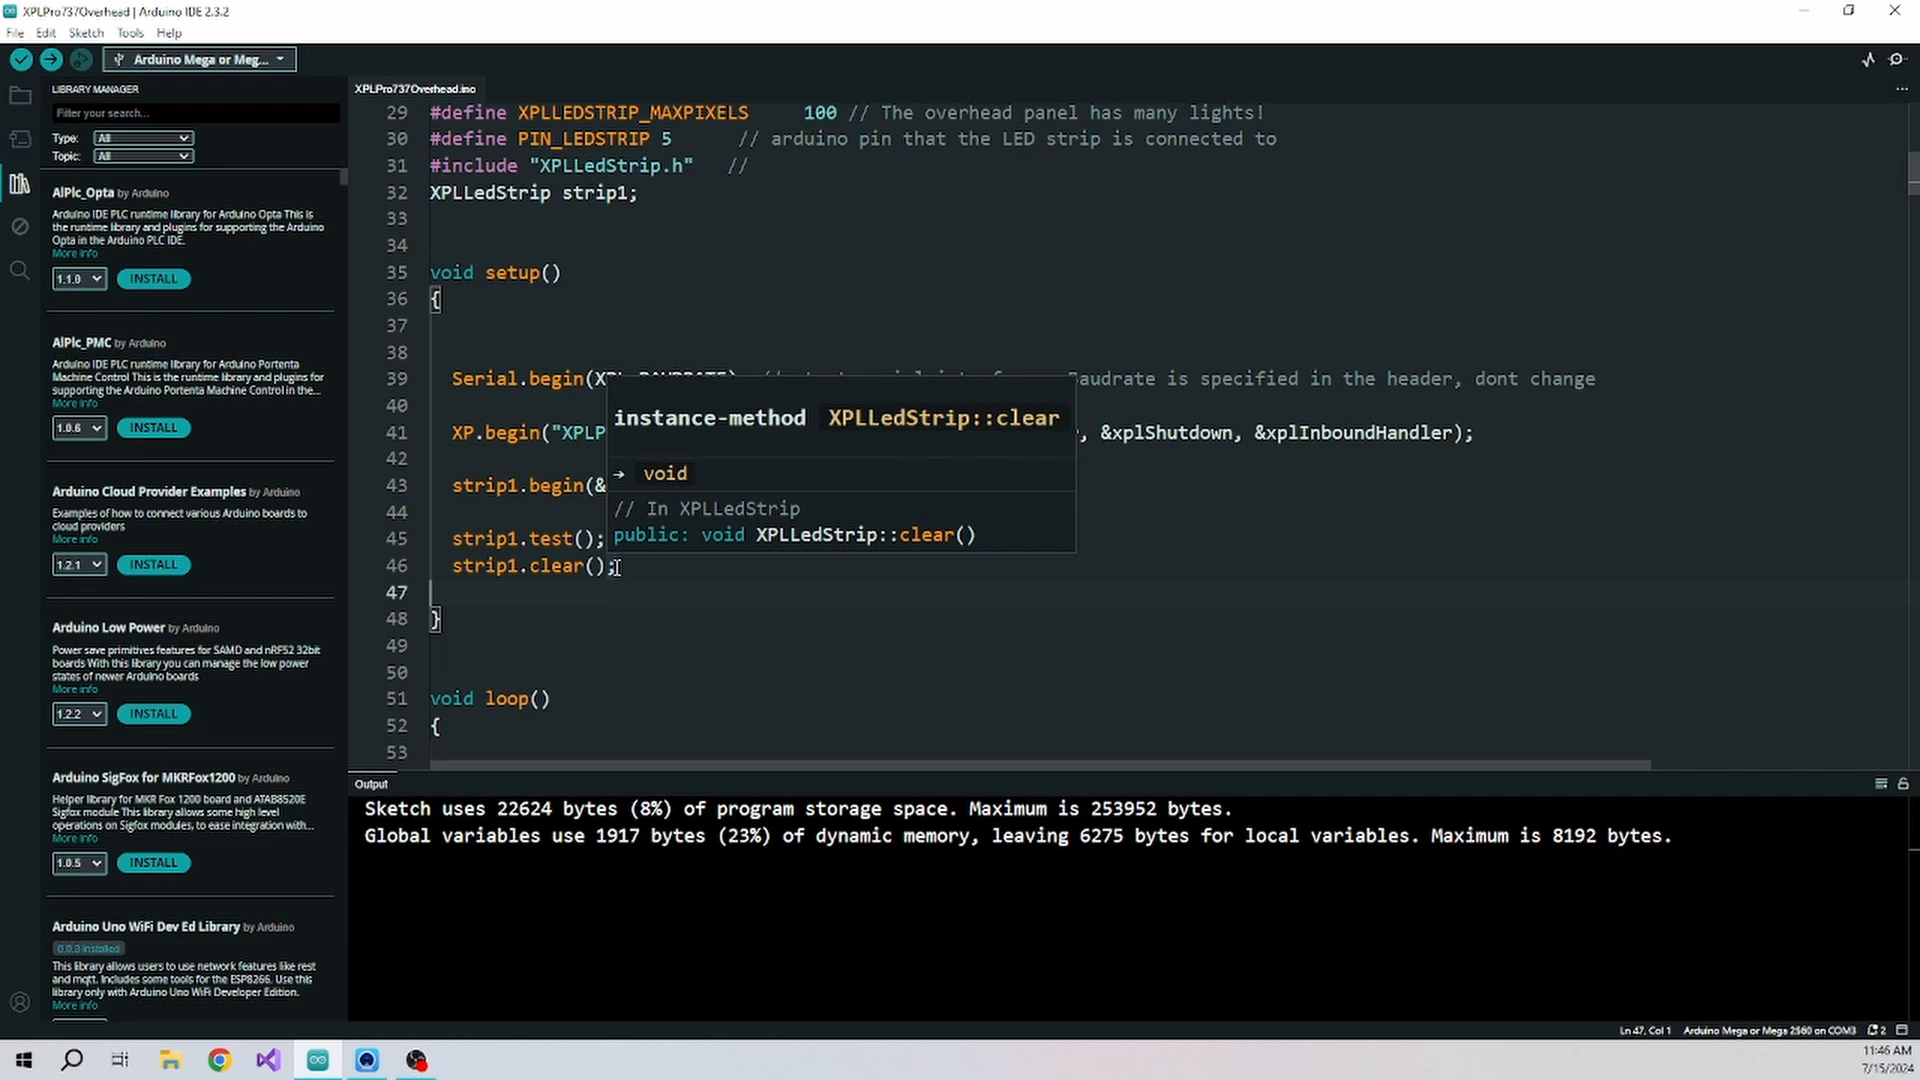 XPLPro737Overhead | Arduino IDE 2.3.2
File Edit Sketch Tools Help
Arduino Mega or Meg...
LIBRARY MANAGER
Filter your search...
Type: All
Topic: All
AlPlc_Opta by Arduino
Arduino IDE PLC runtime library for Arduino Opta This is
the runtime library and plugins for supporting the Arduino
Opta in the Arduino PLC IDE.
More info
1.1.0 INSTALL
AlPlc_PMC by Arduino
Arduino IDE PLC runtime library for Arduino Portenta
Machine Control This is the runtime library and plugins for
supporting the Arduino Portenta Machine Control in the...
More info
1.0.6 INSTALL
Arduino Cloud Provider Examples by Arduino
Examples of how to connect various Arduino boards to
cloud providers
More info
1.2.1 INSTALL
Arduino Low Power by Arduino
Power save primitives features for SAMD and nRF52 32bit
boards With this library you can manage the low power
states of newer Arduino boards
More info
1.2.2 INSTALL
Arduino SigFox for MKRFox1200 by Arduino
Helper library for MKR Fox 1200 board and ATAB8520E
Sigfox module This library allows some high level
operations on Sigfox modules, to ease integration with...
More info
1.0.5 INSTALL
Arduino Uno WiFi Dev Ed Library by Arduino
0.0.3 installed
This library allows users to use network features like rest
and mqtt. Includes some tools for the ESP8266. Use this
library only with Arduino Uno WiFi Developer Edition.
More info
XPLPro737Overhead.ino
29 #define XPLLEDSTRIP_MAXPIXELS 100 // The overhead panel has many lights!
30 #define PIN_LEDSTRIP 5 // arduino pin that the LED strip is connected to
31 #include "XPLLedStrip.h" //
32 XPLLedStrip strip1;
33
34
35 void setup()
36 {
37
38
39 Serial.begin( Baudrate is specified in the header, dont change
40
41 XP.begin("XPLP , &xplShutdown, &xplInboundHandler);
42
43 strip1.begin(&
44
45 strip1.test();
46 strip1.clear();
47
48 }
49
50
51 void loop()
52 {
53
instance-method XPLLedStrip::clear
→ void
// In XPLLedStrip
public: void XPLLedStrip::clear()
Output
Sketch uses 22624 bytes (8%) of program storage space. Maximum is 253952 bytes.
Global variables use 1917 bytes (23%) of dynamic memory, leaving 6275 bytes for local variables. Maximum is 8192 bytes.
Ln 47, Col 1 Arduino Mega or Mega 2560 on COM3 2
11:46 AM
7/15/2024